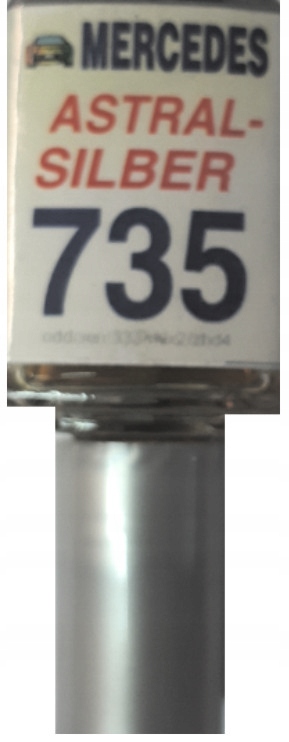 MERCEDES
ASTRAL-
SILBER
735